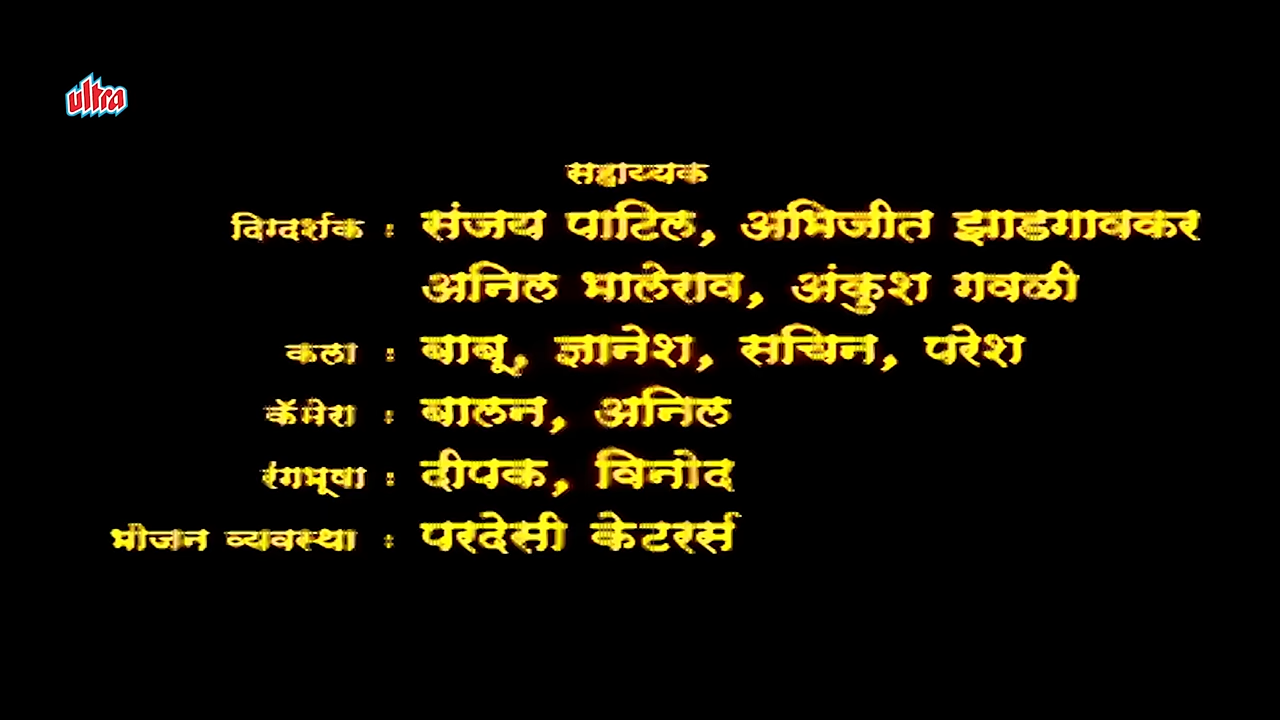 ultra
सहाय्यक
दिग्दर्शक : संजय पाटिल, अभिजीत झाडगावकर
अनिल भालेराव, अंकुश गवळी
कला : बाबू, ज्ञानेश, सचिन, परेश
कॅमेरा : बालन, अनिल
रंगभूषा : दीपक, विनोद
भोजन व्यवस्था : परदेसी केटरर्स